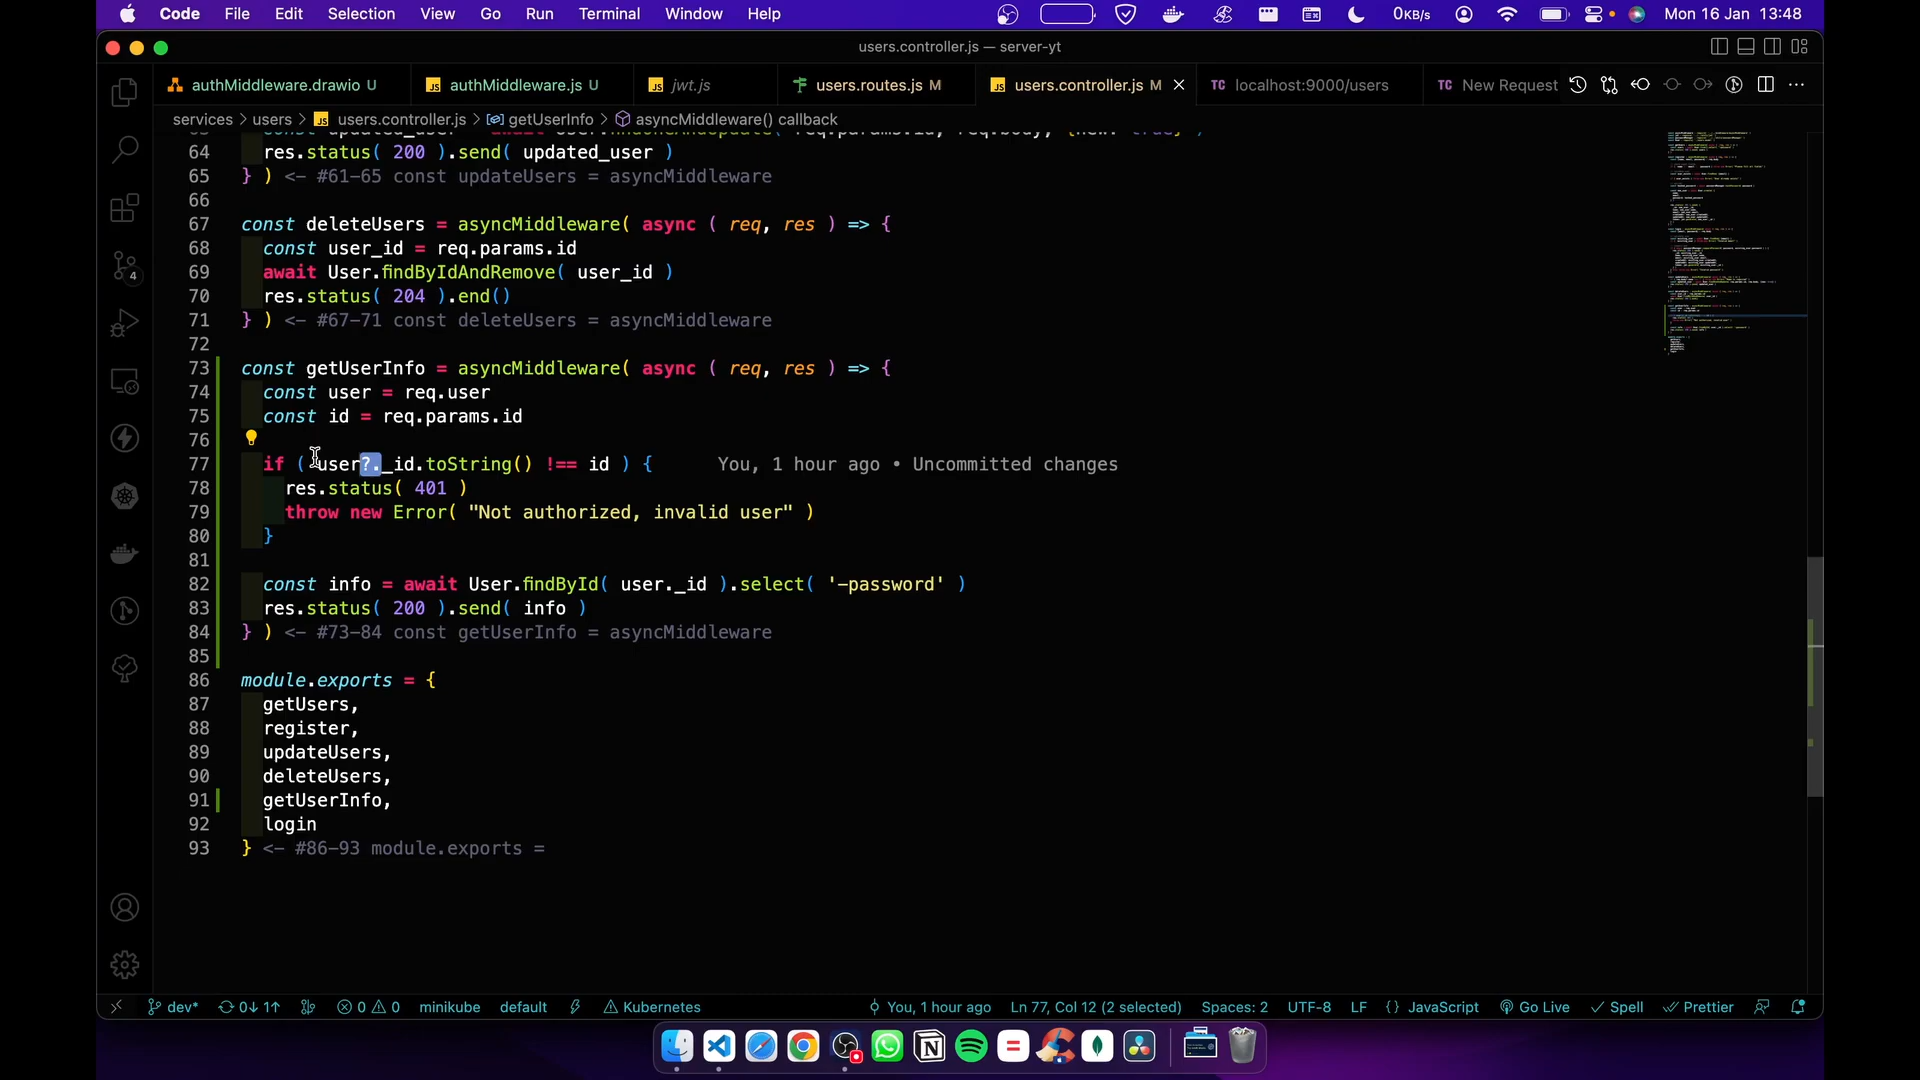 Code File Edit Selection View Go Run Terminal Window Help 0KB/s Mon 16 Jan 13:48
users.controller.js — server-yt
authMiddleware.drawio U JS authMiddleware.js U JS jwt.js users.routes.js M JS users.controller.js M TC localhost:9000/users TC New Request
services > users > JS users.controller.js > getUserInfo > asyncMiddleware() callback
64 res.status( 200 ).send( updated_user )
65 } ) <- #61-65 const updateUsers = asyncMiddleware
66
67 const deleteUsers = asyncMiddleware( async ( req, res ) => {
68 const user_id = req.params.id
69 await User.findByIdAndRemove( user_id )
70 res.status( 204 ).end()
71 } ) <- #67-71 const deleteUsers = asyncMiddleware
72
73 const getUserInfo = asyncMiddleware( async ( req, res ) => {
74 const user = req.user
75 const id = req.params.id
76
77 if ( user?._id.toString() !== id ) { You, 1 hour ago • Uncommitted changes
78 res.status( 401 )
79 throw new Error( "Not authorized, invalid user" )
80 }
81
82 const info = await User.findById( user._id ).select( '-password' )
83 res.status( 200 ).send( info )
84 } ) <- #73-84 const getUserInfo = asyncMiddleware
85
86 module.exports = {
87 getUsers,
88 register,
89 updateUsers,
90 deleteUsers,
91 getUserInfo,
92 login
93 } <- #86-93 module.exports =
4
dev* 0↓ 1↑ 0 0 minikube default Kubernetes You, 1 hour ago Ln 77, Col 12 (2 selected) Spaces: 2 UTF-8 LF {} JavaScript Go Live Spell Prettier